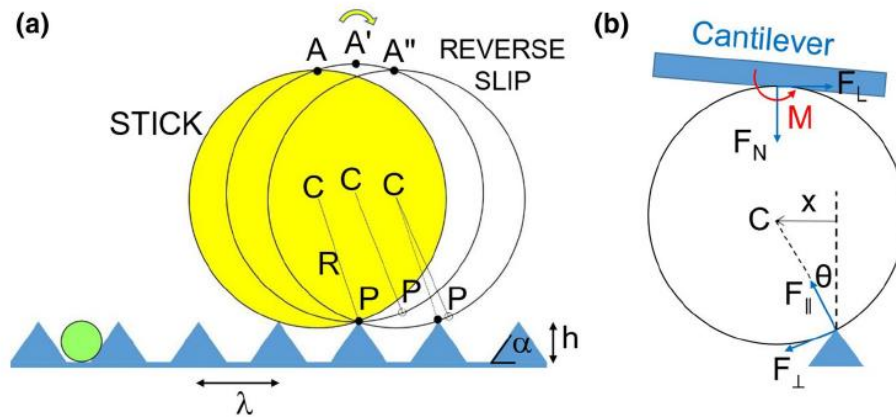 (a)
A A' A"
REVERSE
SLIP
STICK
C C C
R
P P P
α h
λ
(b)
Cantilever
F_L
M
F_N
x
C
θ
F_∥
F_⊥